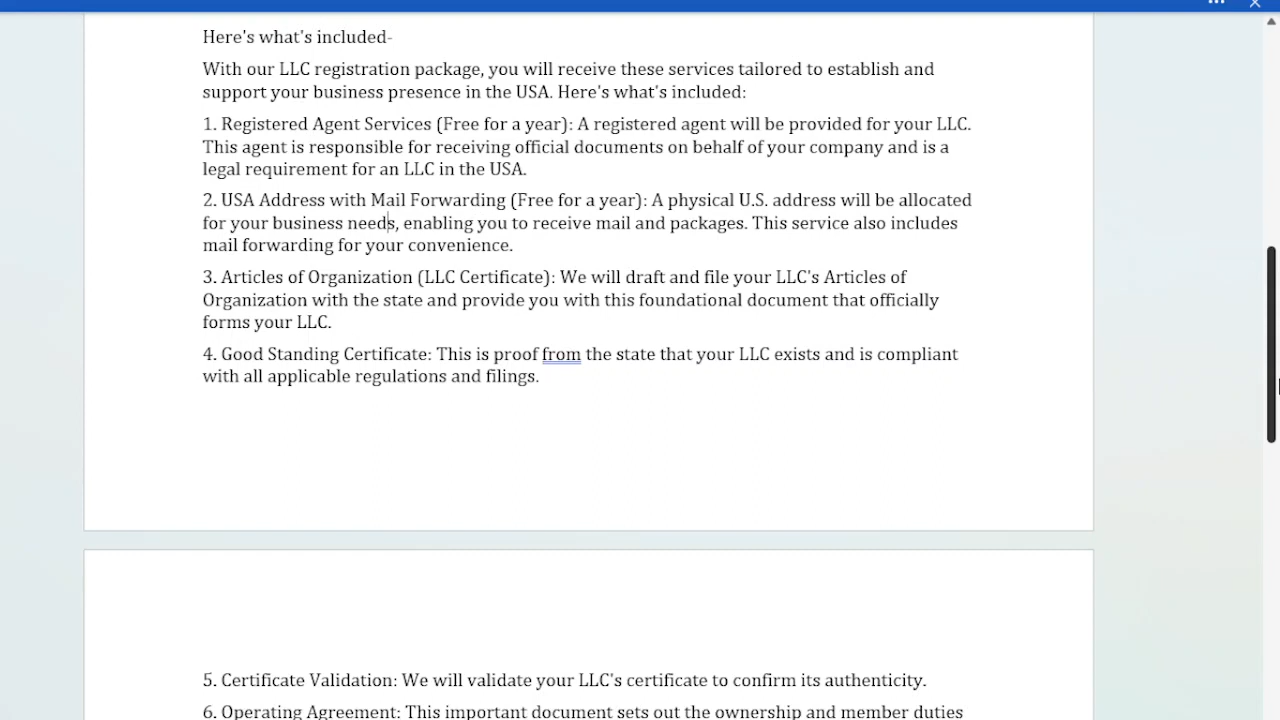 Here's what's included-
With our LLC registration package, you will receive these services tailored to establish and
support your business presence in the USA. Here's what's included:
1. Registered Agent Services (Free for a year): A registered agent will be provided for your LLC.
This agent is responsible for receiving official documents on behalf of your company and is a
legal requirement for an LLC in the USA.
2. USA Address with Mail Forwarding (Free for a year): A physical U.S. address will be allocated
for your business needs, enabling you to receive mail and packages. This service also includes
mail forwarding for your convenience.
3. Articles of Organization (LLC Certificate): We will draft and file your LLC's Articles of
Organization with the state and provide you with this foundational document that officially
forms your LLC.
4. Good Standing Certificate: This is proof from the state that your LLC exists and is compliant
with all applicable regulations and filings.
5. Certificate Validation: We will validate your LLC's certificate to confirm its authenticity.
6. Operating Agreement: This important document sets out the ownership and member duties